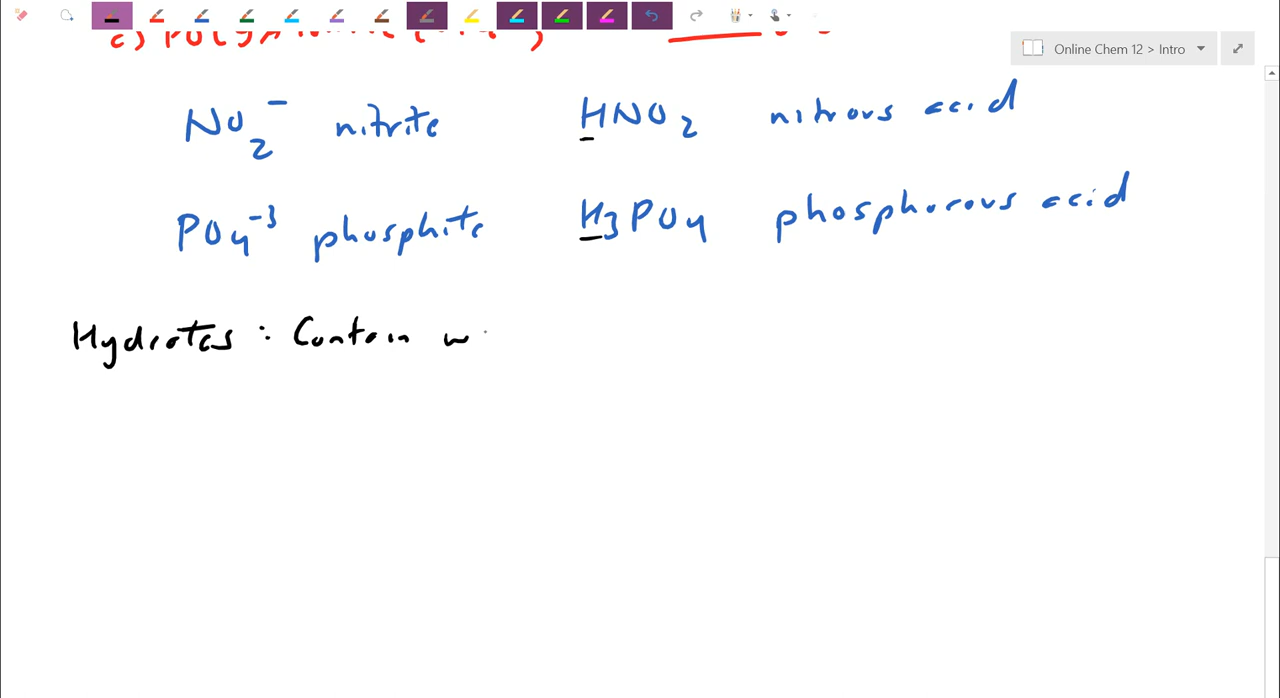 Online Chem 12 > Intro
NO₂⁻ nitrite HNO₂ nitrous acid
PO4⁻³ phosphite H3PO4 phosphorous acid
Hydrates : Contain w